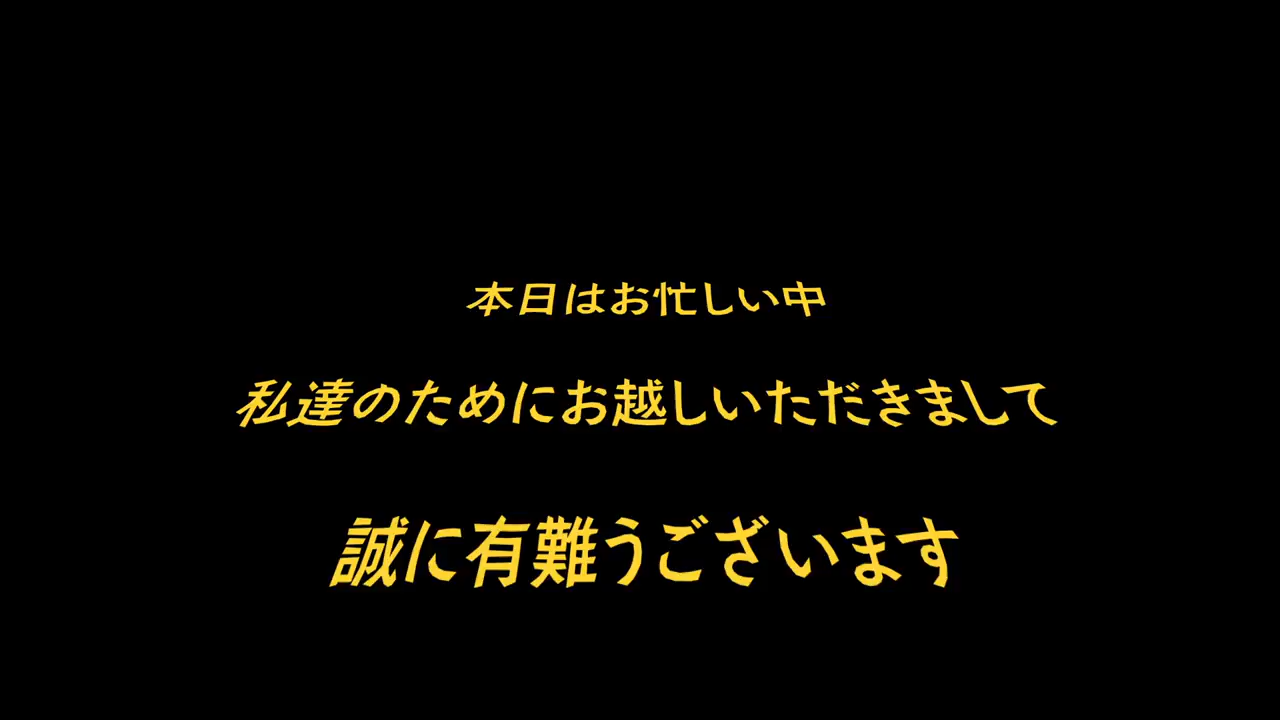 本日はお忙しい中
私達のためにお越しいただきまして
誠に有難うございます